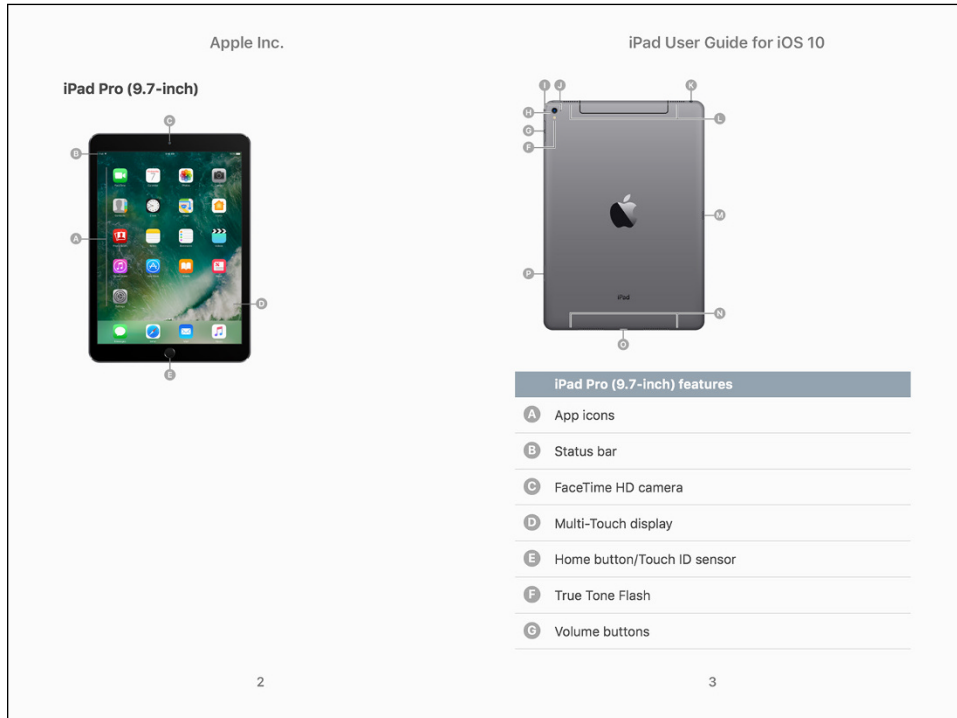 Apple Inc.
iPad Pro (9.7-inch)
C
B
A
D
E
2
iPad User Guide for iOS 10
I
J
K
H
L
G
F
M
P
iPad
N
O
iPad Pro (9.7-inch) features
A App icons
B Status bar
C FaceTime HD camera
D Multi-Touch display
E Home button/Touch ID sensor
F True Tone Flash
G Volume buttons
3